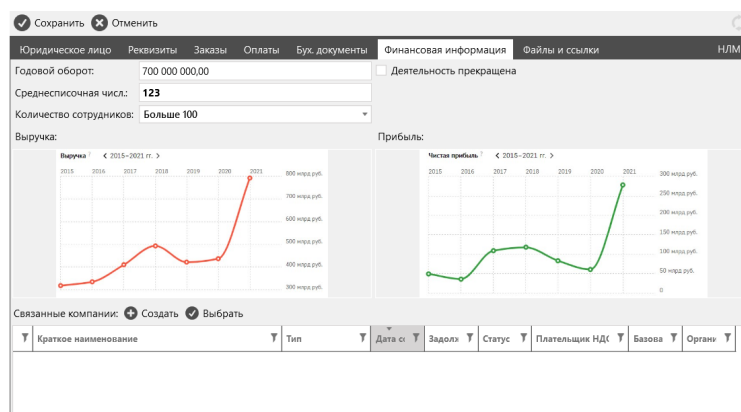 Сохранить Отменить
Юридическое лицо Реквизиты Заказы Оплаты Бух. документы Финансовая информация Файлы и ссылки НЛМ
Годовой оборот: 700 000 000,00 Деятельность прекращена
Среднесписочная числ.: 123
Количество сотрудников: Больше 100
Выручка: Прибыль:
Выручка ? < 2015–2021 гг. > Чистая прибыль ? < 2015–2021 гг. >
2015 2016 2017 2018 2019 2020 2021 2015 2016 2017 2018 2019 2020 2021
800 млрд руб.
700 млрд руб.
600 млрд руб.
500 млрд руб.
400 млрд руб.
300 млрд руб.
300 млрд руб.
250 млрд руб.
200 млрд руб.
150 млрд руб.
100 млрд руб.
50 млрд руб.
0
Связанные компании: Создать Выбрать
Краткое наименование Тип Дата со Задолж Статус Плательщик НДС Базова Органи